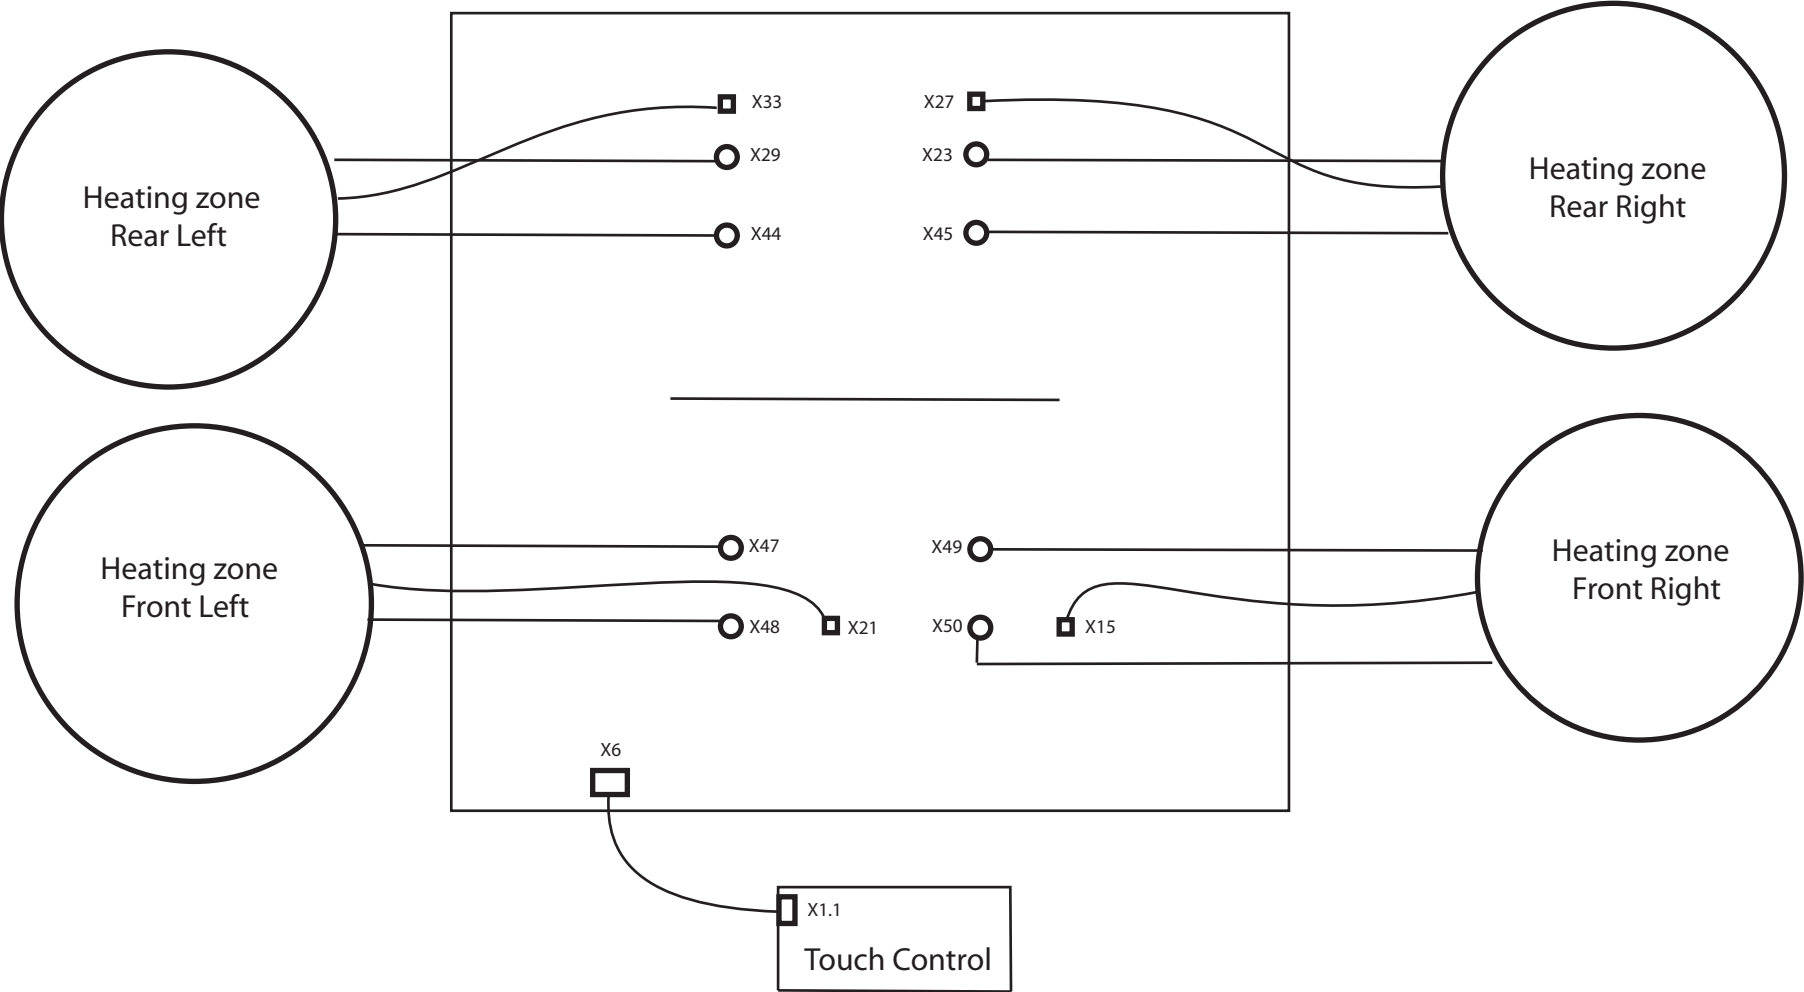 Heating zone
Rear Left
X33
X29
X44
X27
X23
X45
Heating zone
Rear Right
Heating zone
Front Left
X47
X48
X21
X49
X50
X15
Heating zone
Front Right
X6
X1.1
Touch Control